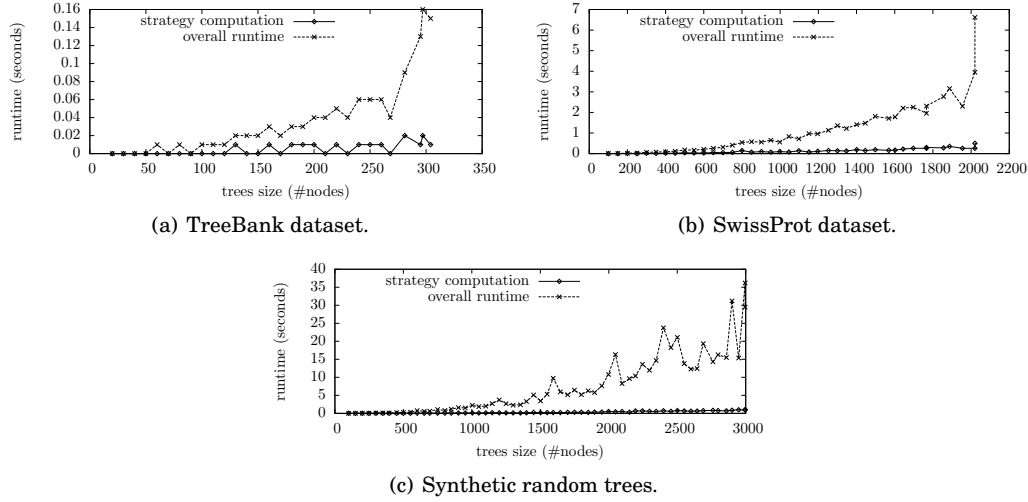 0.16
0.14
0.12
0.1
0.08
0.06
0.04
0.02
0
runtime (seconds)
strategy computation
overall runtime
0 50 100 150 200 250 300 350
trees size (#nodes)
(a) TreeBank dataset.
7
6
5
4
3
2
1
0
runtime (seconds)
strategy computation
overall runtime
0 200 400 600 800 1000 1200 1400 1600 1800 2000 2200
trees size (#nodes)
(b) SwissProt dataset.
40
35
30
25
20
15
10
5
0
runtime (seconds)
strategy computation
overall runtime
0 500 1000 1500 2000 2500 3000
trees size (#nodes)
(c) Synthetic random trees.